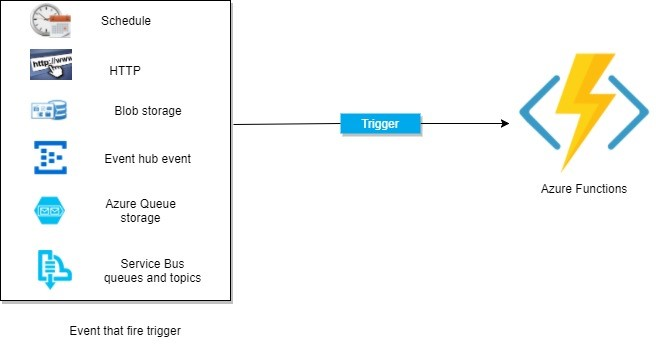 Schedule
http://www
HTTP
Blob storage
Event hub event
Azure Queue
storage
Service Bus
queues and topics
Trigger
Azure Functions
Event that fire trigger